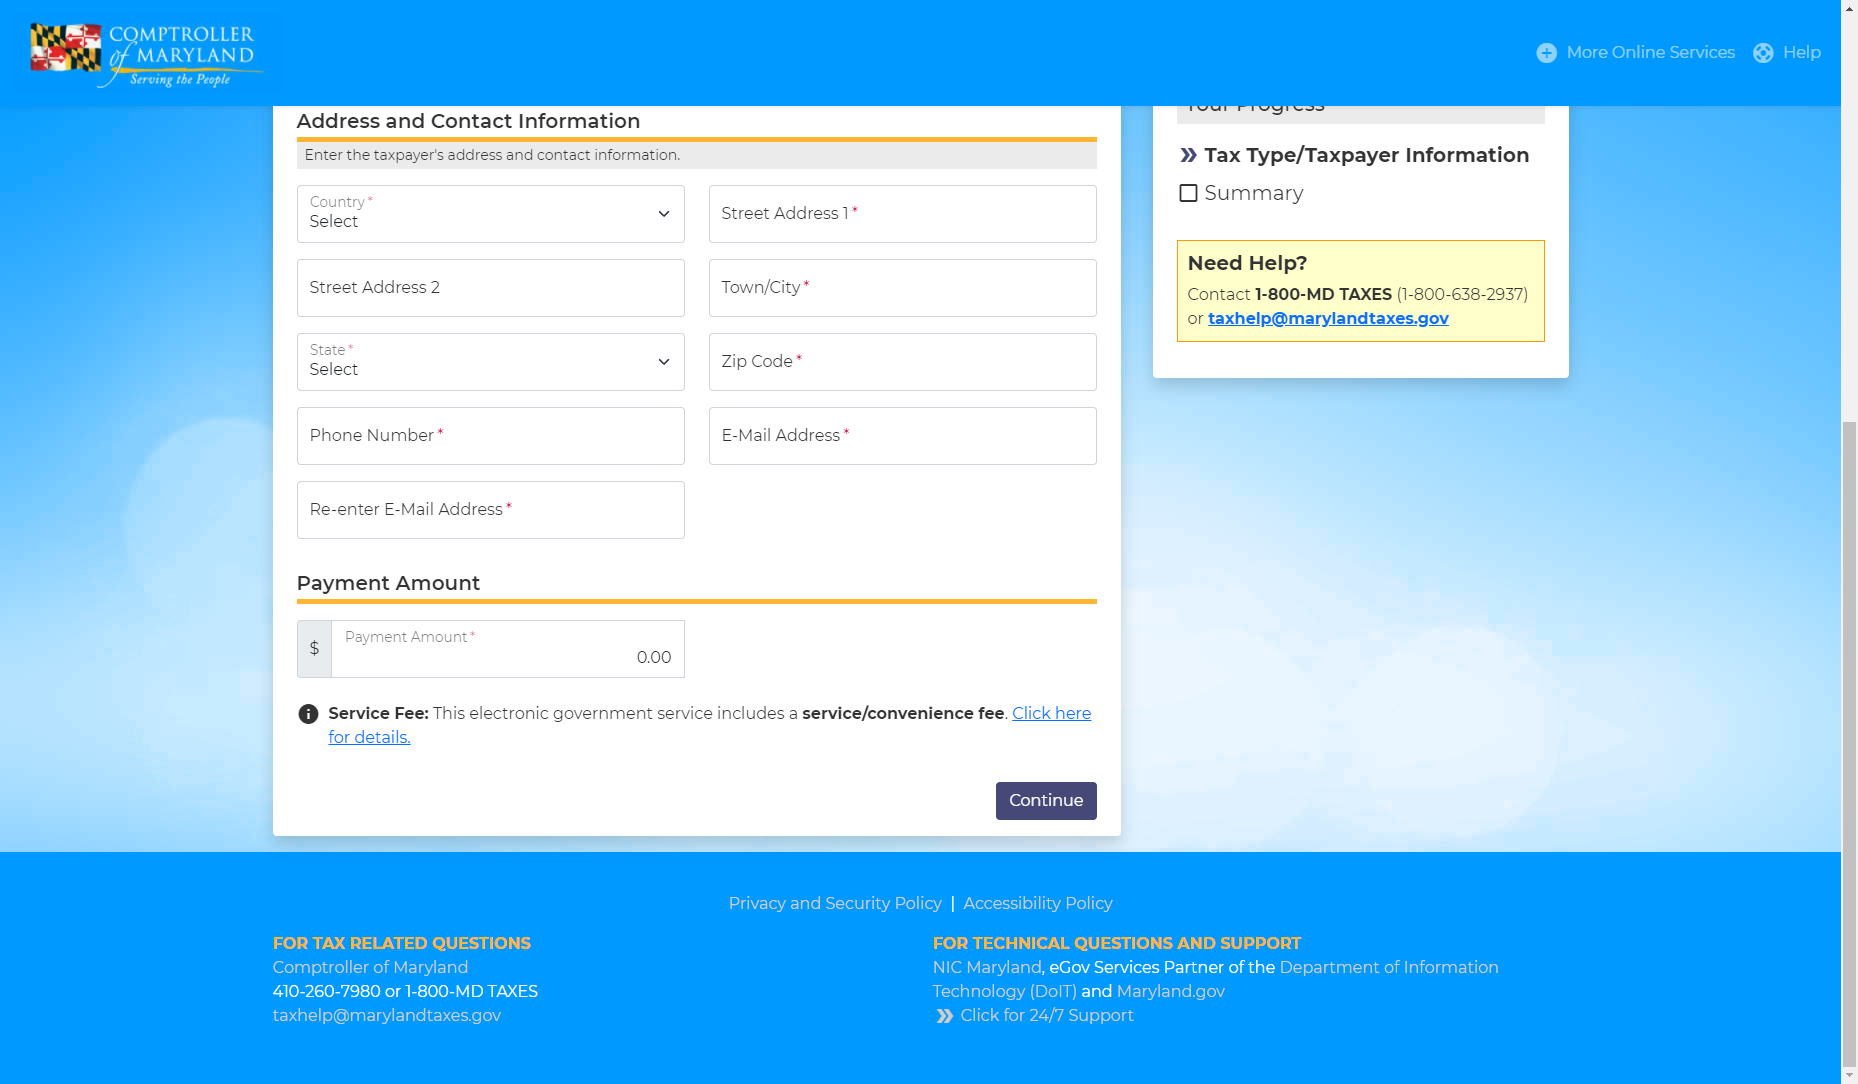 COMPTROLLER
of MARYLAND
Serving the People
More Online Services
Help
Address and Contact Information
Enter the taxpayer's address and contact information.
Country *
Select
Street Address 1 *
Street Address 2
Town/City *
State *
Select
Zip Code *
Phone Number *
E-Mail Address *
Re-enter E-Mail Address *
Payment Amount
$
Payment Amount *
0.00
Service Fee: This electronic government service includes a service/convenience fee. Click here
for details.
Continue
Your Progress
Tax Type/Taxpayer Information
Summary
Need Help?
Contact 1-800-MD TAXES (1-800-638-2937)
or taxhelp@marylandtaxes.gov
Privacy and Security Policy | Accessibility Policy
FOR TAX RELATED QUESTIONS
Comptroller of Maryland
410-260-7980 or 1-800-MD TAXES
taxhelp@marylandtaxes.gov
FOR TECHNICAL QUESTIONS AND SUPPORT
NIC Maryland, eGov Services Partner of the Department of Information
Technology (DoIT) and Maryland.gov
Click for 24/7 Support